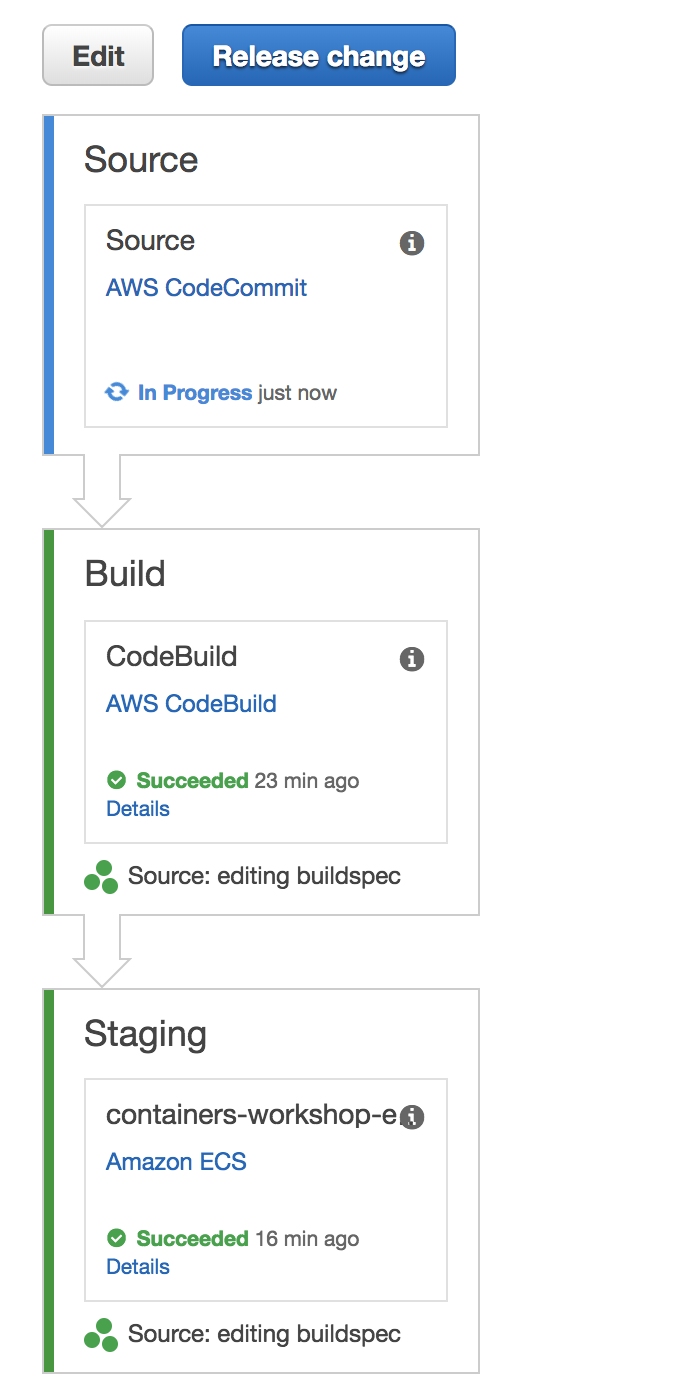 Edit
Release change
Source
Source
AWS CodeCommit
In Progress just now
Build
CodeBuild
AWS CodeBuild
Succeeded 23 min ago
Details
Source: editing buildspec
Staging
containers-workshop-e...
Amazon ECS
Succeeded 16 min ago
Details
Source: editing buildspec